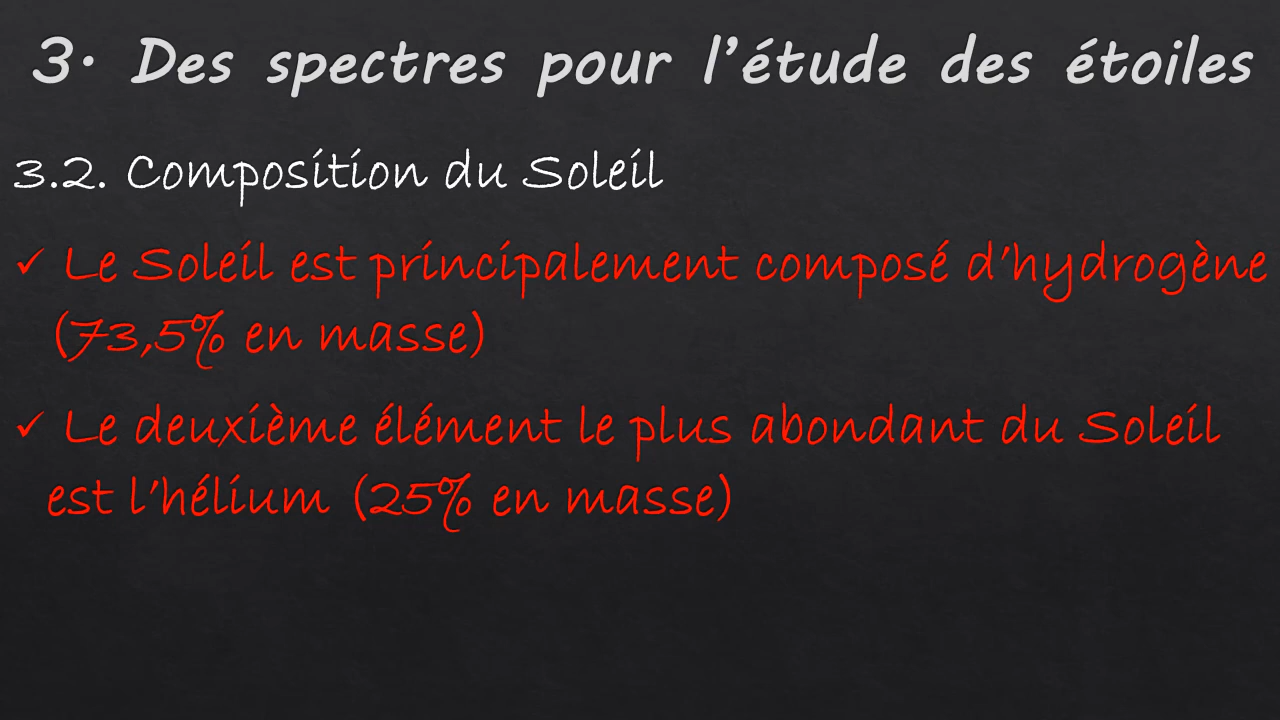 3. Des spectres pour l’étude des étoiles
3.2. Composition du Soleil
✓ Le Soleil est principalement composé d’hydrogène
(73,5% en masse)
✓ Le deuxième élément le plus abondant du Soleil
est l’hélium (25% en masse)